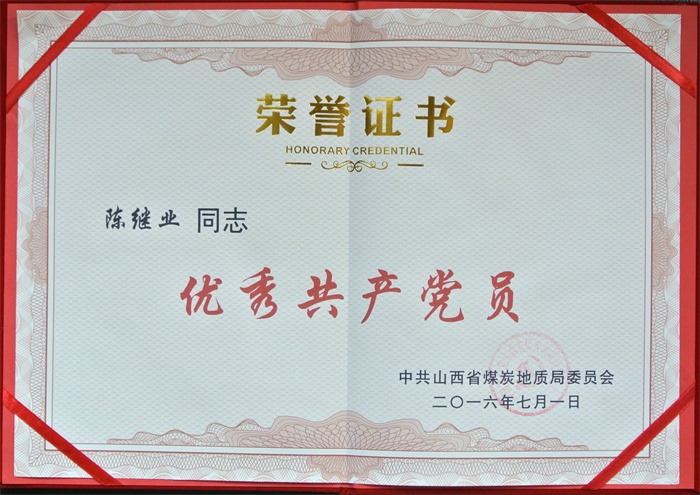 荣誉证书
HONORARY CREDENTIAL
陈继业 同志
优秀共产党员
中共山西省煤炭地质局委员会
二〇一六年七月一日